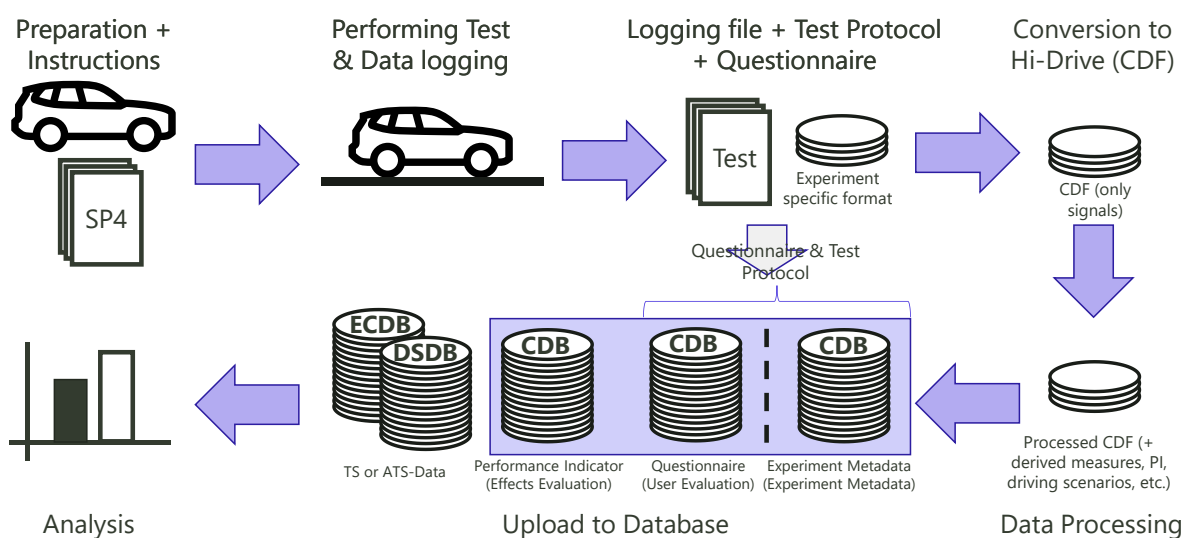 Preparation +
Instructions
Performing Test
& Data logging
Logging file + Test Protocol
+ Questionnaire
Conversion to
Hi-Drive (CDF)
SP4
Test
Experiment
specific format
CDF (only
signals)
Questionnaire & Test
Protocol
ECDB
DSDB
CDB
CDB
CDB
TS or ATS-Data
Performance Indicator
(Effects Evaluation)
Questionnaire
(User Evaluation)
Experiment Metadata
(Experiment Metadata)
Processed CDF (+
derived measures, PI,
driving scenarios, etc.)
Analysis
Upload to Database
Data Processing